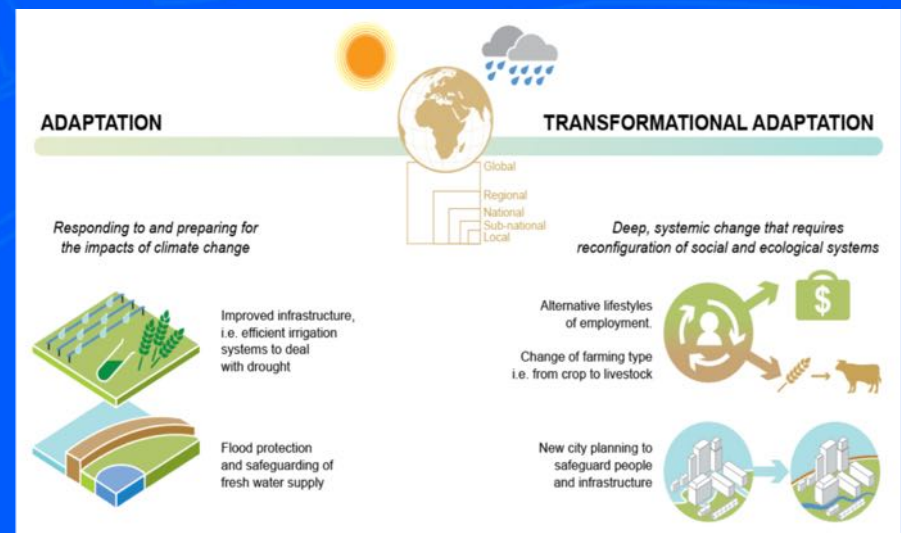 ADAPTATION
TRANSFORMATIONAL ADAPTATION
Global
Regional
National
Sub-national
Local
Responding to and preparing for
the impacts of climate change
Deep, systemic change that requires
reconfiguration of social and ecological systems
Improved infrastructure,
i.e. efficient irrigation
systems to deal
with drought
Flood protection
and safeguarding of
fresh water supply
Alternative lifestyles
of employment.
Change of farming type
i.e. from crop to livestock
$
New city planning to
safeguard people
and infrastructure